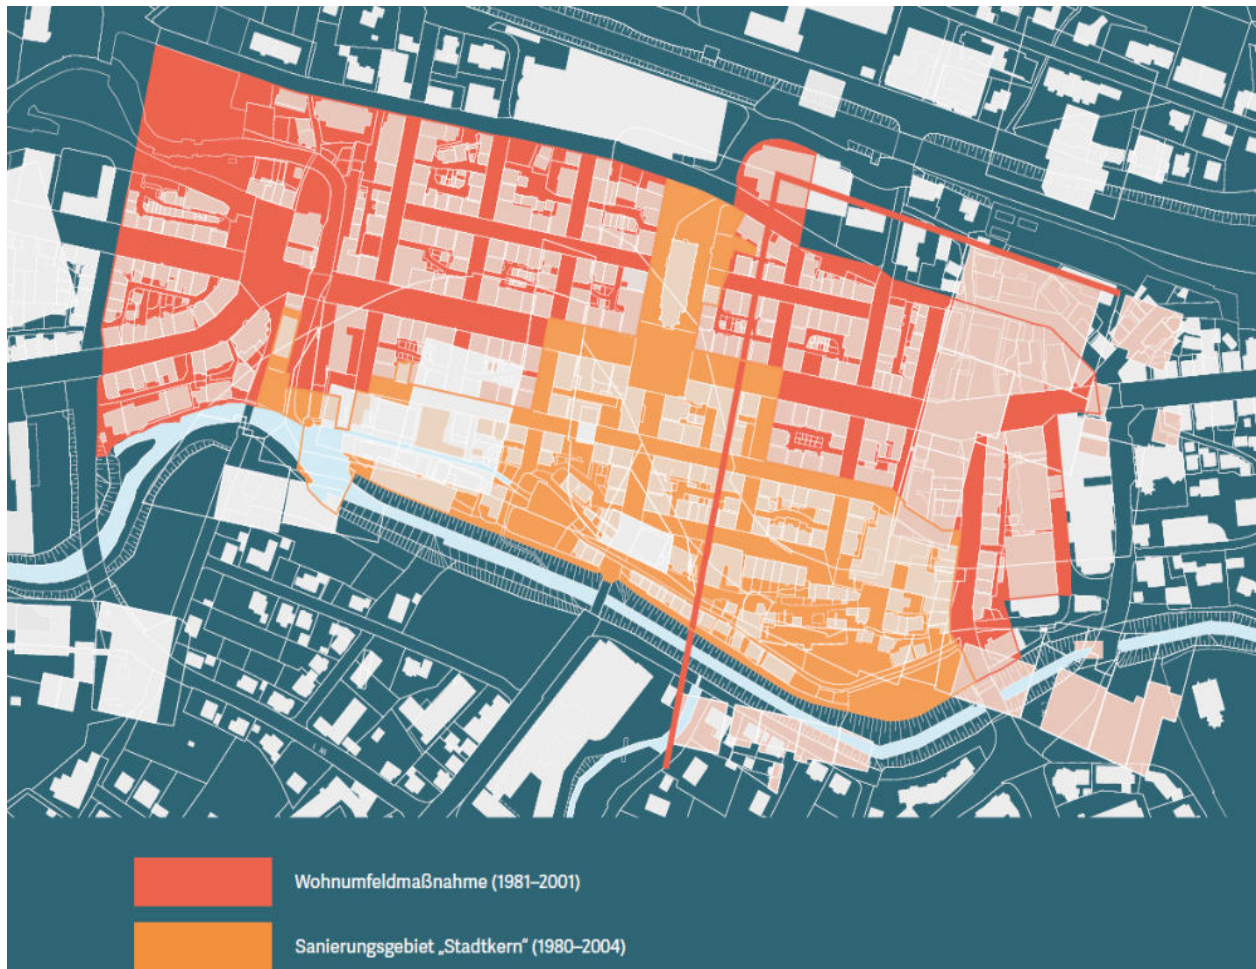 Wohnumfeldmaßnahme (1981–2001)
Sanierungsgebiet „Stadtkern“ (1980–2004)